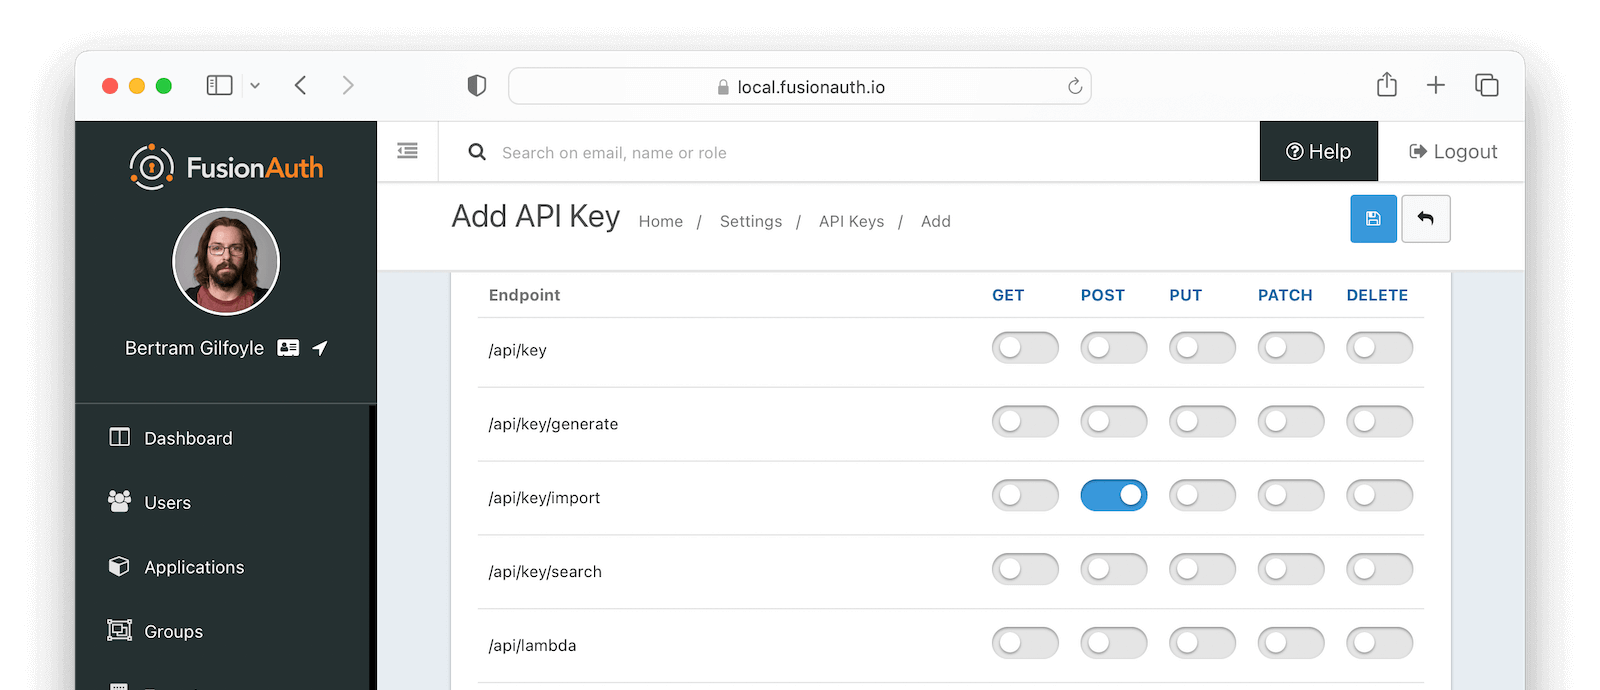 local.fusionauth.io
FusionAuth
Search on email, name or role
Help
Logout
Add API Key
Home / Settings / API Keys / Add
Bertram Gilfoyle
Dashboard
Users
Applications
Groups
Endpoint GET POST PUT PATCH DELETE
/api/key
/api/key/generate
/api/key/import
/api/key/search
/api/lambda